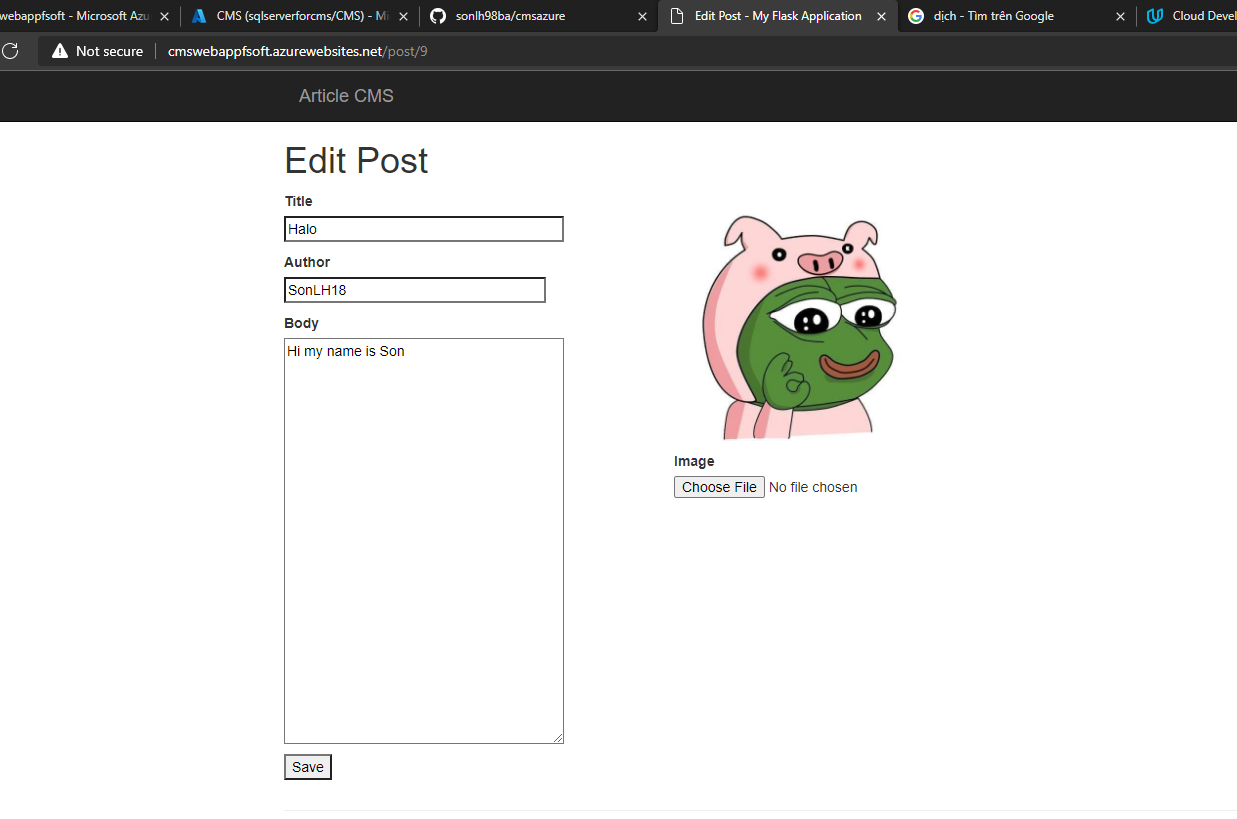 webappfsoft - Microsoft Azu
CMS (sqlserverforcms/CMS) - Mi
sonlh98ba/cmsazure
Edit Post - My Flask Application
dịch - Tìm trên Google
Cloud Devel
Not secure
cmswebappfsoft.azurewebsites.net/post/9
Article CMS
Edit Post
Title
Halo
Author
SonLH18
Body
Hi my name is Son
Image
Choose File No file chosen
Save